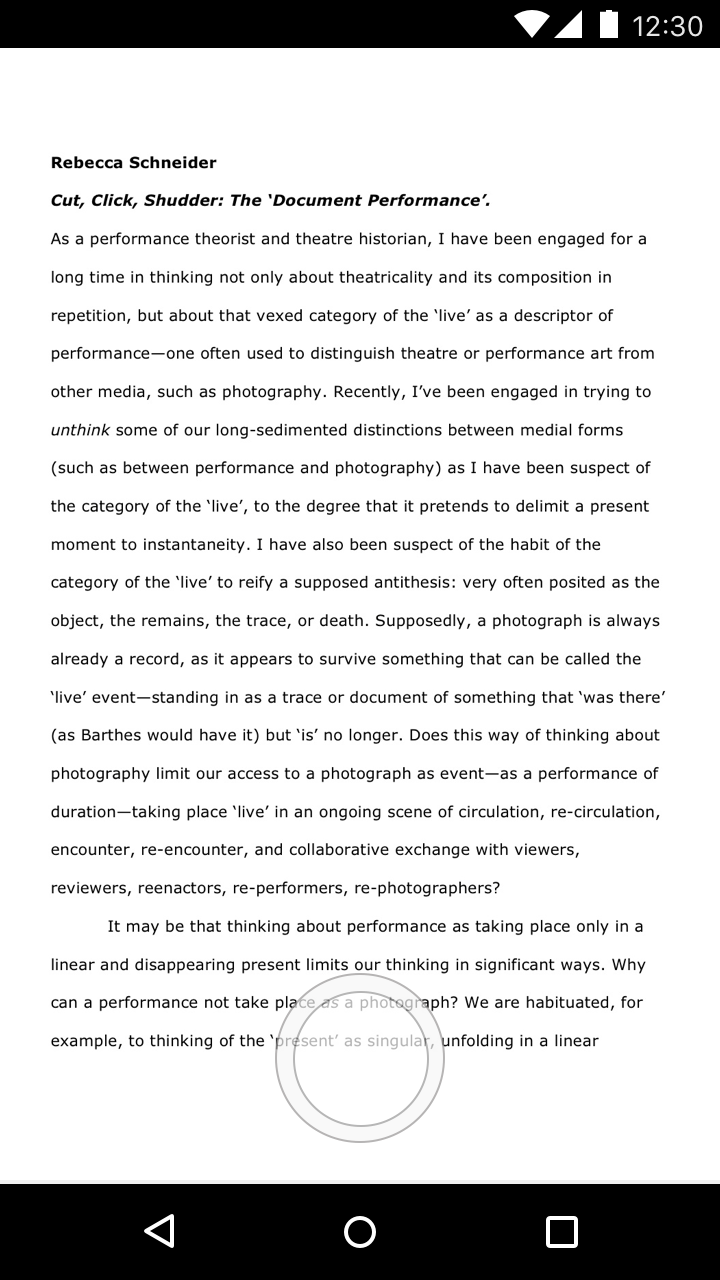 12:30
Rebecca Schneider
Cut, Click, Shudder: The ‘Document Performance’.
As a performance theorist and theatre historian, I have been engaged for a
long time in thinking not only about theatricality and its composition in
repetition, but about that vexed category of the ‘live’ as a descriptor of
performance—one often used to distinguish theatre or performance art from
other media, such as photography. Recently, I’ve been engaged in trying to
unthink some of our long-sedimented distinctions between medial forms
(such as between performance and photography) as I have been suspect of
the category of the ‘live’, to the degree that it pretends to delimit a present
moment to instantaneity. I have also been suspect of the habit of the
category of the ‘live’ to reify a supposed antithesis: very often posited as the
object, the remains, the trace, or death. Supposedly, a photograph is always
already a record, as it appears to survive something that can be called the
‘live’ event—standing in as a trace or document of something that ‘was there’
(as Barthes would have it) but ‘is’ no longer. Does this way of thinking about
photography limit our access to a photograph as event—as a performance of
duration—taking place ‘live’ in an ongoing scene of circulation, re-circulation,
encounter, re-encounter, and collaborative exchange with viewers,
reviewers, reenactors, re-performers, re-photographers?
It may be that thinking about performance as taking place only in a
linear and disappearing present limits our thinking in significant ways. Why
can a performance not take place as a photograph? We are habituated, for
example, to thinking of the ‘present’ as singular, unfolding in a linear